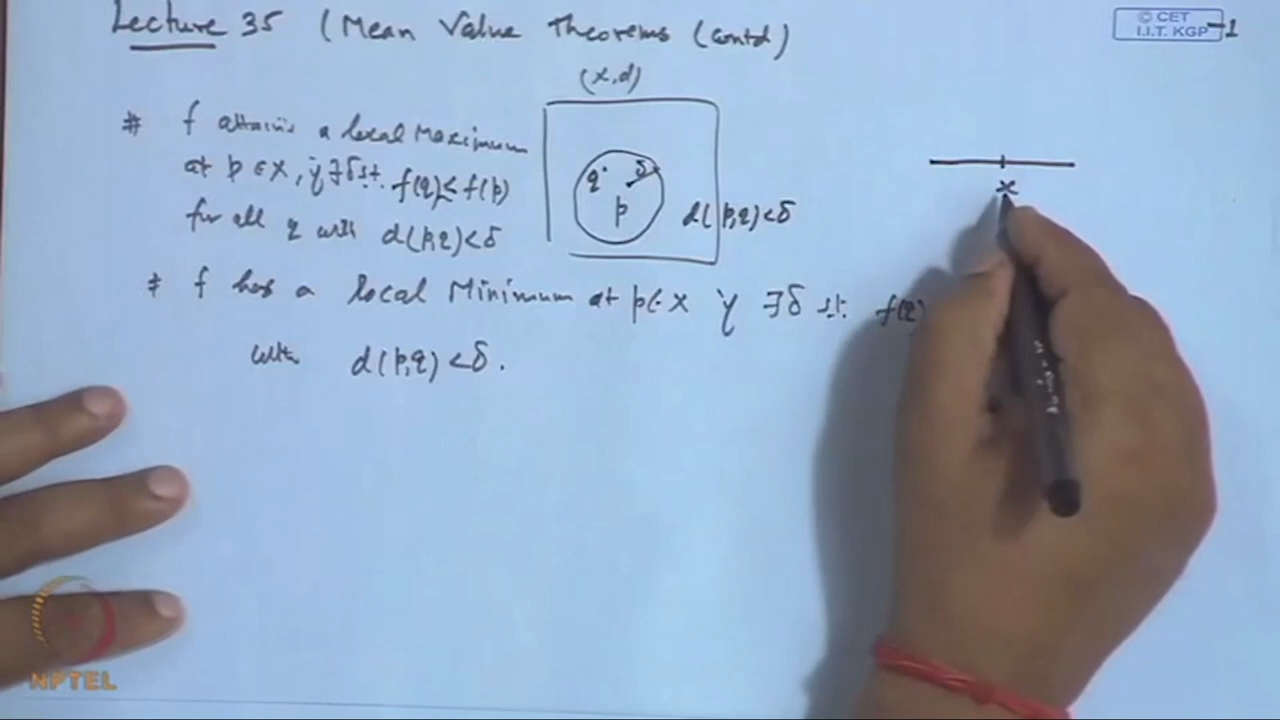 Lecture 35 (Mean Value Theorems (Contd)
© CET
I.I.T. KGP
-1
(X,d)
# f attains a local Maximum
at p ∈ X, if ∃ δ s.t. f(q) ≤ f(p)
for all q with d(p,q) < δ
q
δ
p
d(p,q) < δ
x
# f has a local Minimum at p ∈ X if ∃ δ s.t. f(q)
with d(p,q) < δ.
NPTEL